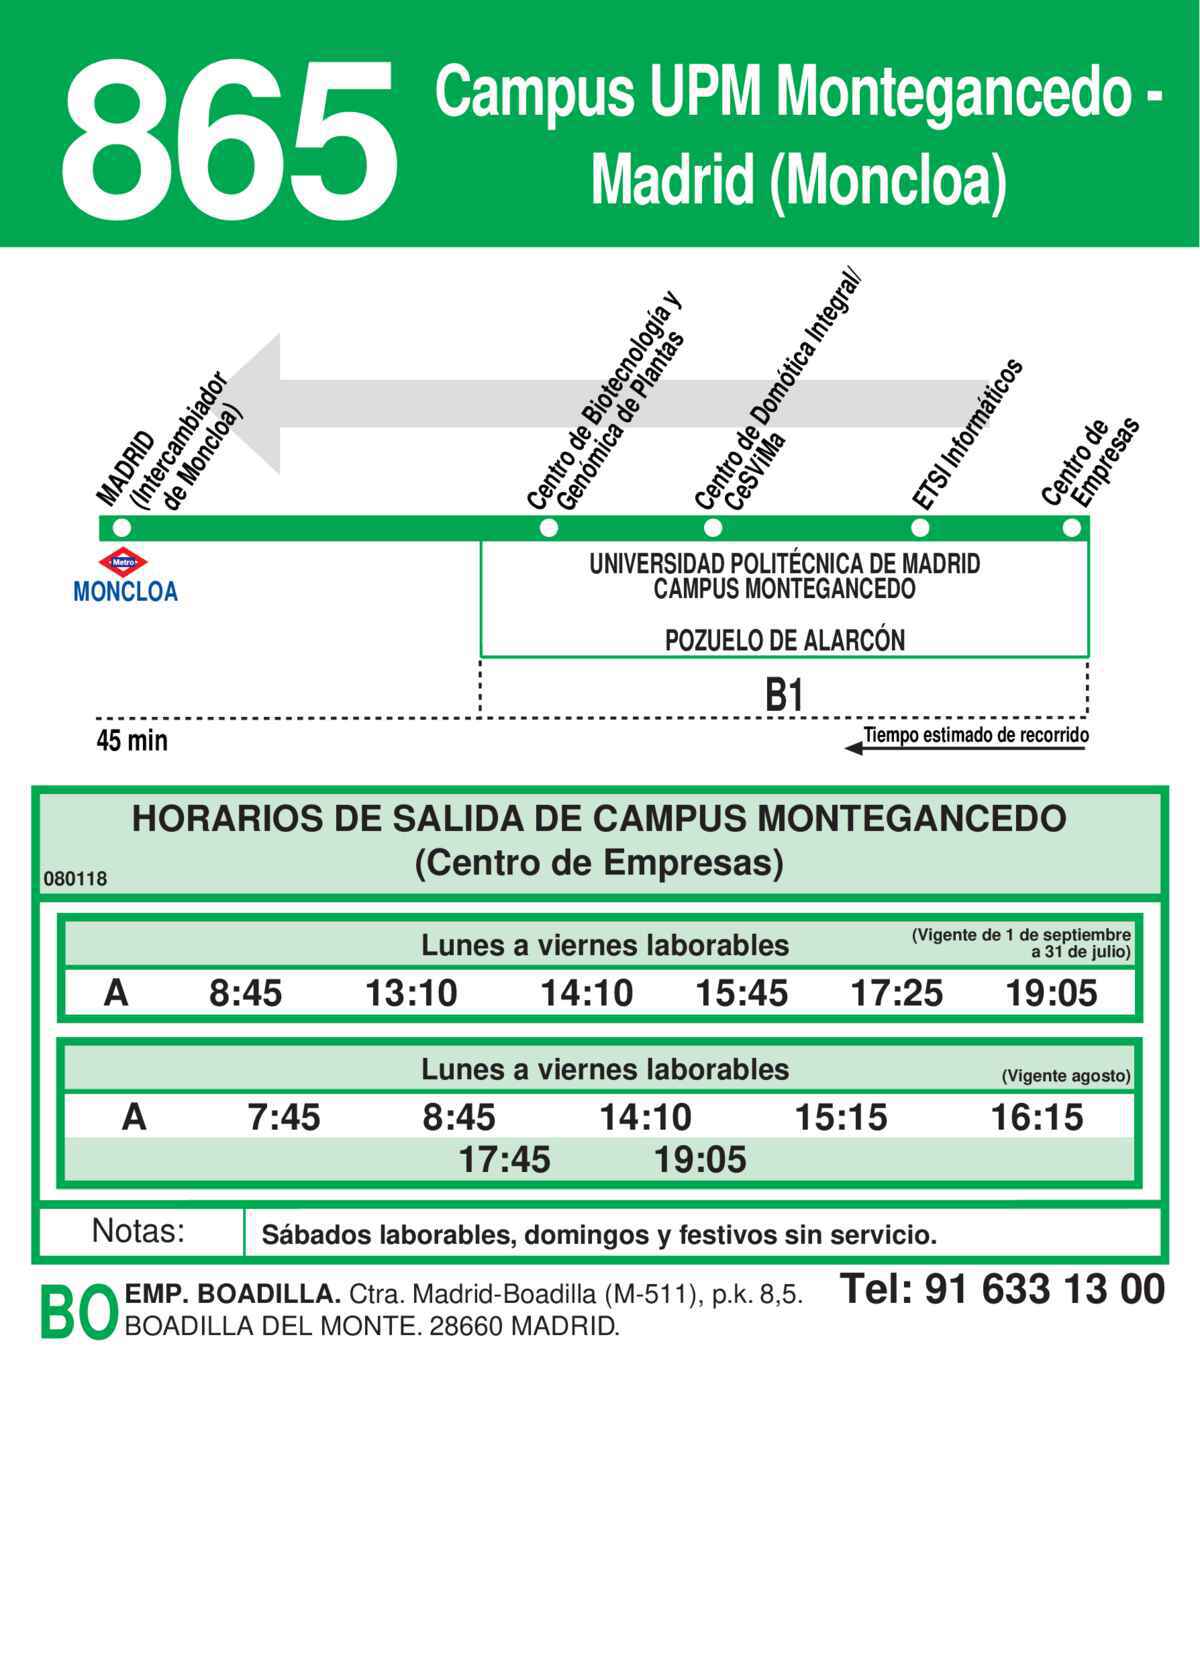 865
Campus UPM Montegancedo -
Madrid (Moncloa)
MADRID
(Intercambiador
de Moncloa)
Centro de Biotecnología y
Genómica de Plantas
Centro de Domótica Integral/
CeSViMa
ETSI Informáticos
Centro de
Empresas
Metro
MONCLOA
UNIVERSIDAD POLITÉCNICA DE MADRID
CAMPUS MONTEGANCEDO
POZUELO DE ALARCÓN
B1
45 min
Tiempo estimado de recorrido
HORARIOS DE SALIDA DE CAMPUS MONTEGANCEDO
(Centro de Empresas)
080118
Lunes a viernes laborables
(Vigente de 1 de septiembre
a 31 de julio)
A 8:45 13:10 14:10 15:45 17:25 19:05
Lunes a viernes laborables
(Vigente agosto)
A 7:45 8:45 14:10 15:15 16:15
17:45 19:05
Notas: Sábados laborables, domingos y festivos sin servicio.
BO
EMP. BOADILLA. Ctra. Madrid-Boadilla (M-511), p.k. 8,5.
BOADILLA DEL MONTE. 28660 MADRID.
Tel: 91 633 13 00